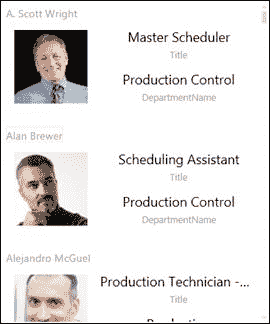 A. Scott Wright
Master Scheduler
Title
Production Control
DepartmentName
Alan Brewer
Scheduling Assistant
Title
Production Control
DepartmentName
Alejandro McGuel
Production Technician -...
Title